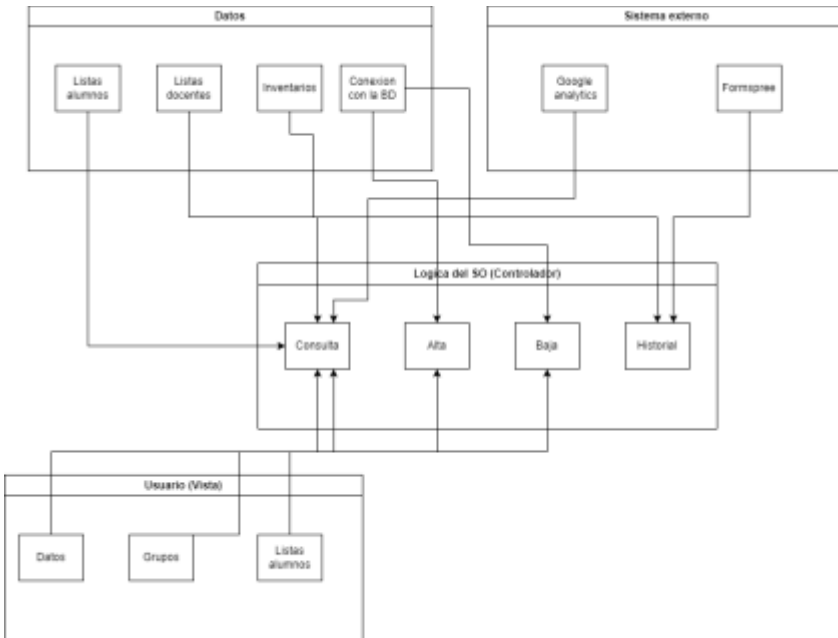 Datos
Sistema externo
Listas
alumnos
Listas
docentes
Inventarios
Conexion
con la BD
Google
analytics
Formspree
Logica del SO (Controlador)
Consulta
Alta
Baja
Historial
Usuario (Vista)
Datos
Grupos
Listas
alumnos